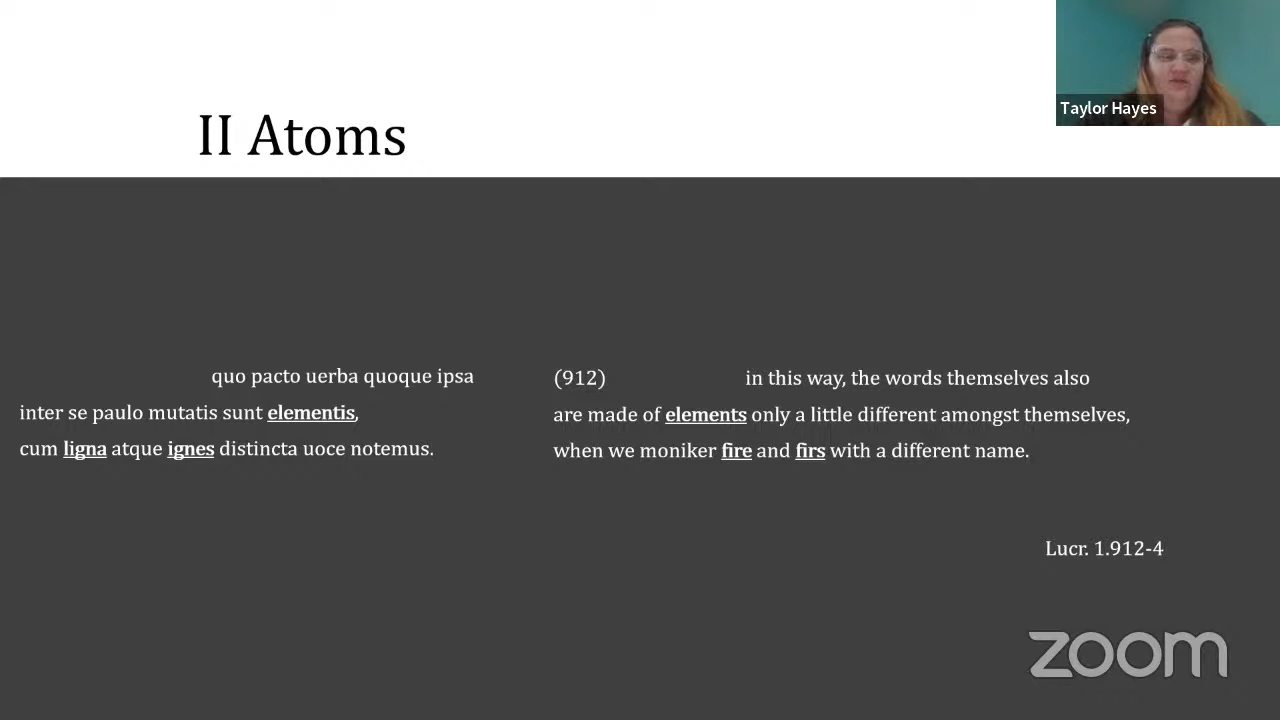 Taylor Hayes
II Atoms
quo pacto uerba quoque ipsa
inter se paulo mutatis sunt elementis,
cum ligna atque ignes distincta uoce notemus.
(912) in this way, the words themselves also
are made of elements only a little different amongst themselves,
when we moniker fire and firs with a different name.
Lucr. 1.912-4
zoom